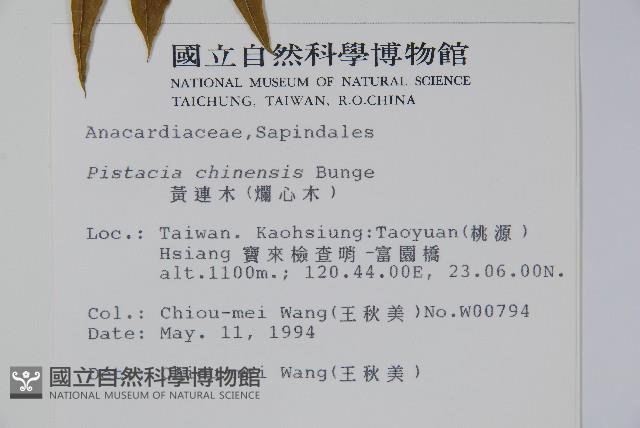 國立自然科學博物館
NATIONAL MUSEUM OF NATURAL SCIENCE
TAICHUNG, TAIWAN, R.O.CHINA
Anacardiaceae,Sapindales
Pistacia chinensis Bunge
黃連木(爛心木)
Loc.: Taiwan. Kaohsiung:Taoyuan(桃源)
Hsiang 寶來檢查哨-富園橋
alt.1100m.; 120.44.00E, 23.06.00N.
Col.: Chiou-mei Wang(王秋美)No.W00794
Date: May. 11, 1994
Wang(王秋美)
國立自然科學博物館
NATIONAL MUSEUM OF NATURAL SCIENCE